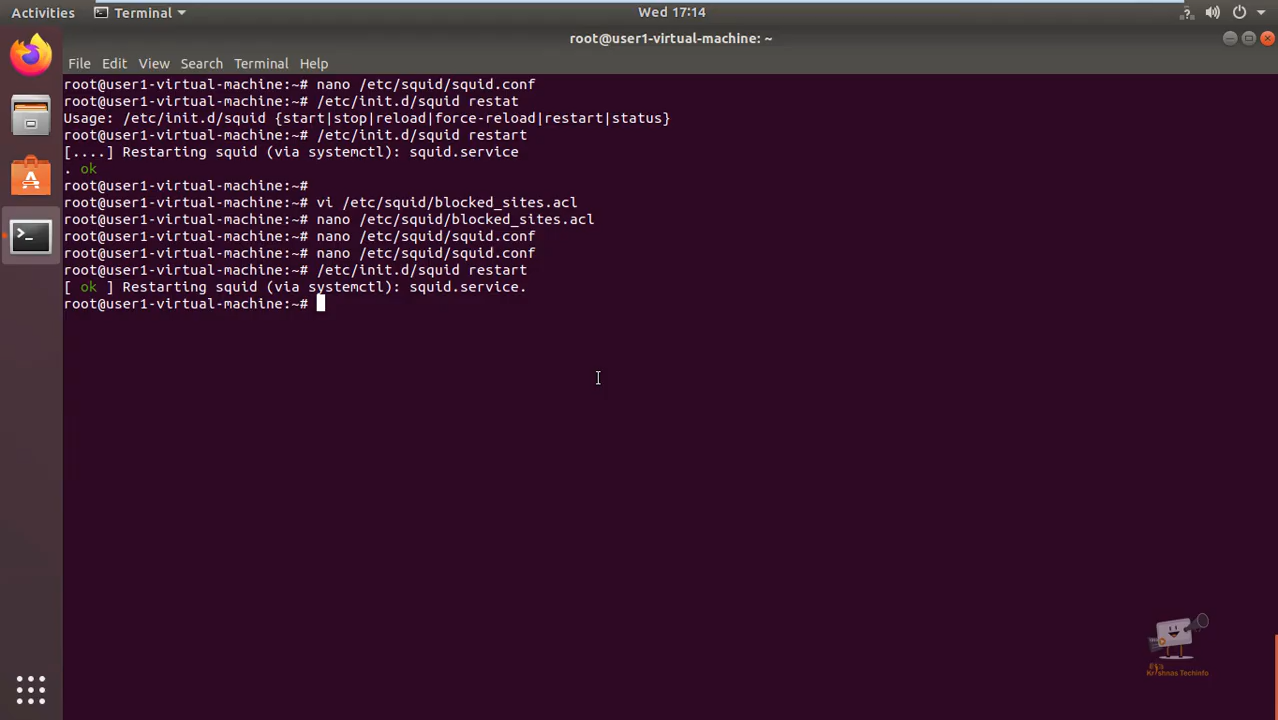 Activities Terminal Wed 17:14
root@user1-virtual-machine: ~
File Edit View Search Terminal Help
root@user1-virtual-machine:~# nano /etc/squid/squid.conf
root@user1-virtual-machine:~# /etc/init.d/squid restat
Usage: /etc/init.d/squid {start|stop|reload|force-reload|restart|status}
root@user1-virtual-machine:~# /etc/init.d/squid restart
[....] Restarting squid (via systemctl): squid.service
. ok
root@user1-virtual-machine:~#
root@user1-virtual-machine:~# vi /etc/squid/blocked_sites.acl
root@user1-virtual-machine:~# nano /etc/squid/blocked_sites.acl
root@user1-virtual-machine:~# nano /etc/squid/squid.conf
root@user1-virtual-machine:~# nano /etc/squid/squid.conf
root@user1-virtual-machine:~# /etc/init.d/squid restart
[ ok ] Restarting squid (via systemctl): squid.service.
root@user1-virtual-machine:~#
Krishnas TechInfo